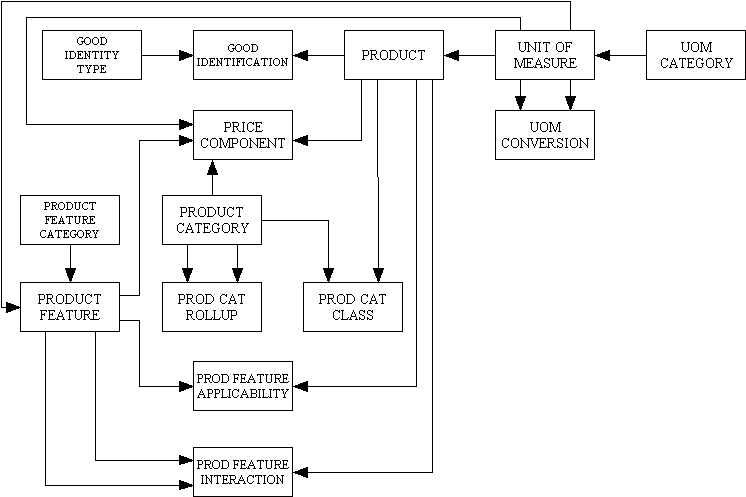 GOOD
IDENTITY
TYPE
GOOD
IDENTIFICATION
PRODUCT
UNIT OF
MEASURE
UOM
CATEGORY
PRICE
COMPONENT
UOM
CONVERSION
PRODUCT
FEATURE
CATEGORY
PRODUCT
CATEGORY
PRODUCT
FEATURE
PROD CAT
ROLLUP
PROD CAT
CLASS
PROD FEATURE
APPLICABILITY
PROD FEATURE
INTERACTION